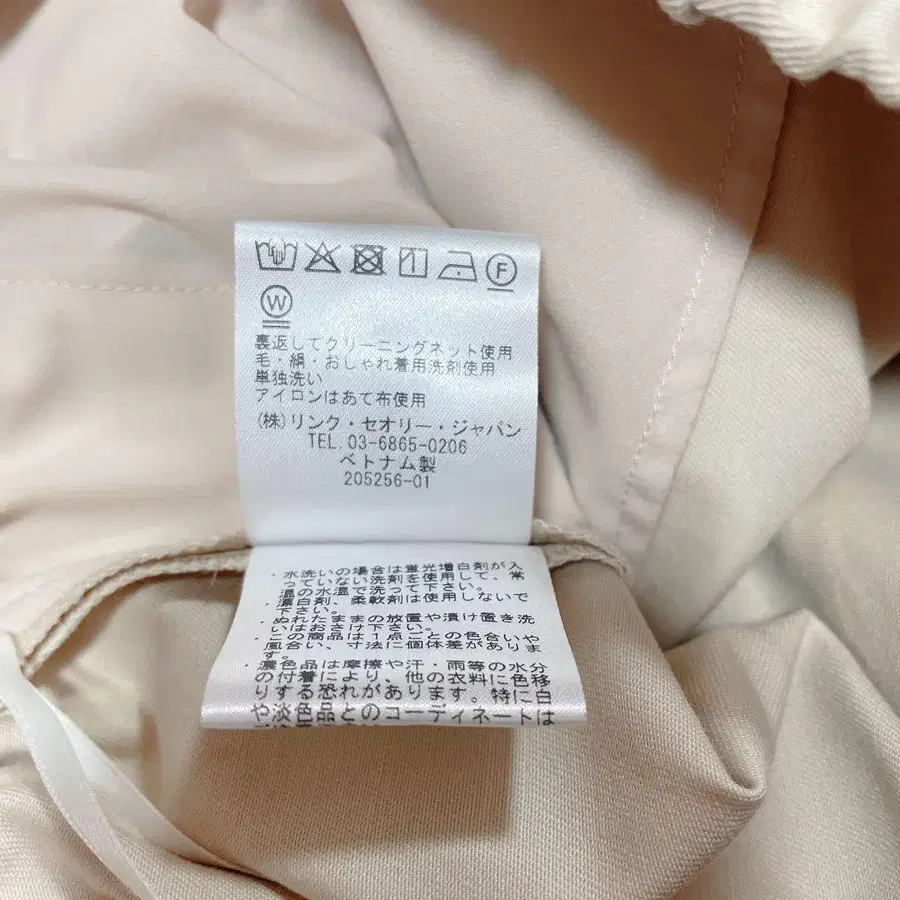 F
W
裏返してクリーニングネット使用
毛・絹・おしゃれ着用洗剤使用
単独洗い
アイロンはあて布使用
(株)リンク・セオリー・ジャパン
TEL.03-6865-0206
ベトナム製
205256-01
・水洗いの場合は蛍光増白剤が入
っていない洗剤を使用して、常
温の水温で洗って下さい。
・漂白剤、柔軟剤は使用しないで
下さい。
・ぬれたままの放置や漬け置き洗
いはおさけ下さい。
・この商品は1点ごとの色合いや
風合い、寸法に個体差がありま
す。
・濃色品は摩擦や汗・雨等の水分
の付着により、他の衣料に色移
りする恐れがあります。特に白
や淡色品とのコーディネートは